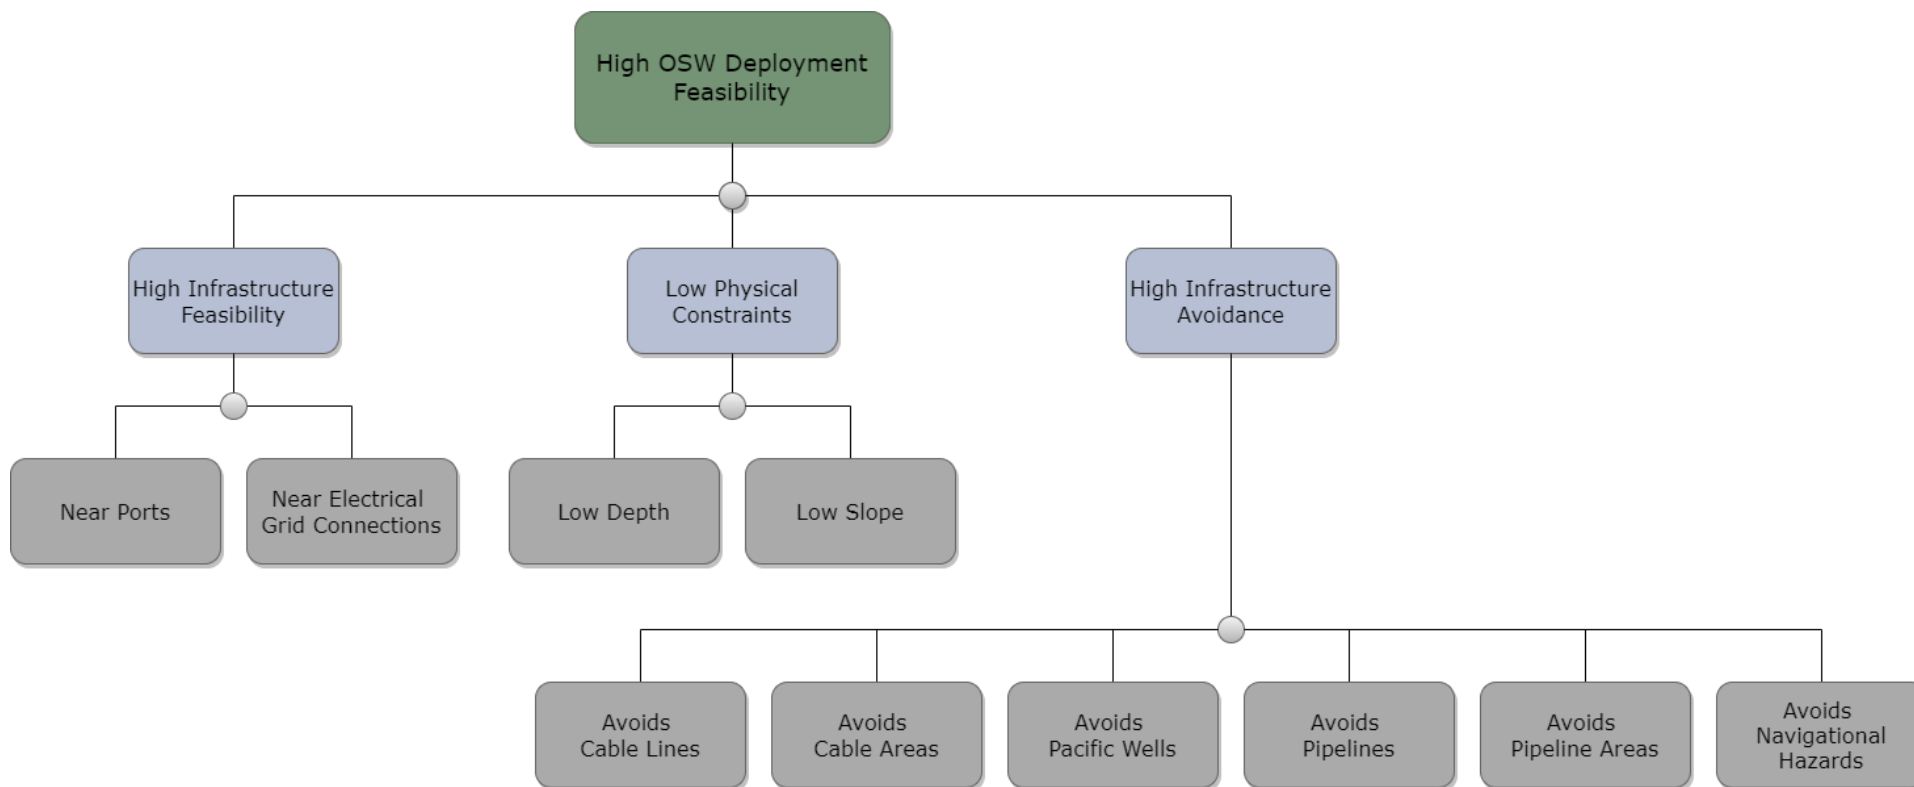 High OSW Deployment
Feasibility
High Infrastructure
Feasibility
Low Physical
Constraints
High Infrastructure
Avoidance
Near Ports
Near Electrical
Grid Connections
Low Depth
Low Slope
Avoids
Cable Lines
Avoids
Cable Areas
Avoids
Pacific Wells
Avoids
Pipelines
Avoids
Pipeline Areas
Avoids
Navigational
Hazards